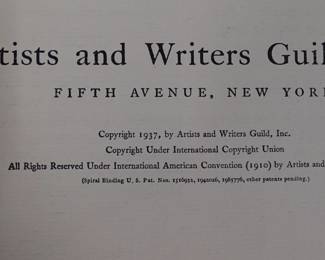 tists and Writers Guil
FIFTH AVENUE, NEW YOR
Copyright 1937, by Artists and Writers Guild, Inc.
Copyright Under International Copyright Union
All Rights Reserved Under International American Convention (1910) by Artists and
(Spiral Binding U. S. Pat. Nos. 1516932, 1942026, 1985776, other patents pending.)